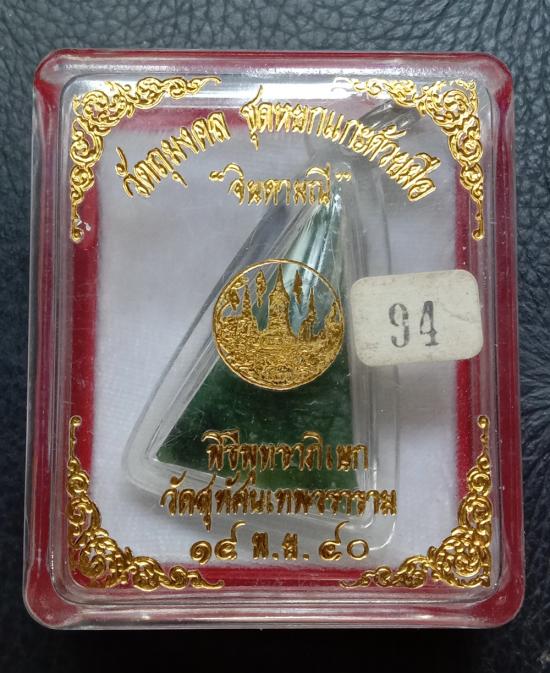 วัตถุมงคล ชุดหยกแกะด้วยมือ
"จินดามณี"
94
พิธีพุทธาภิเษก
วัดสุทัศนเทพวราราม
๑๕ พ.ย. ๔๐